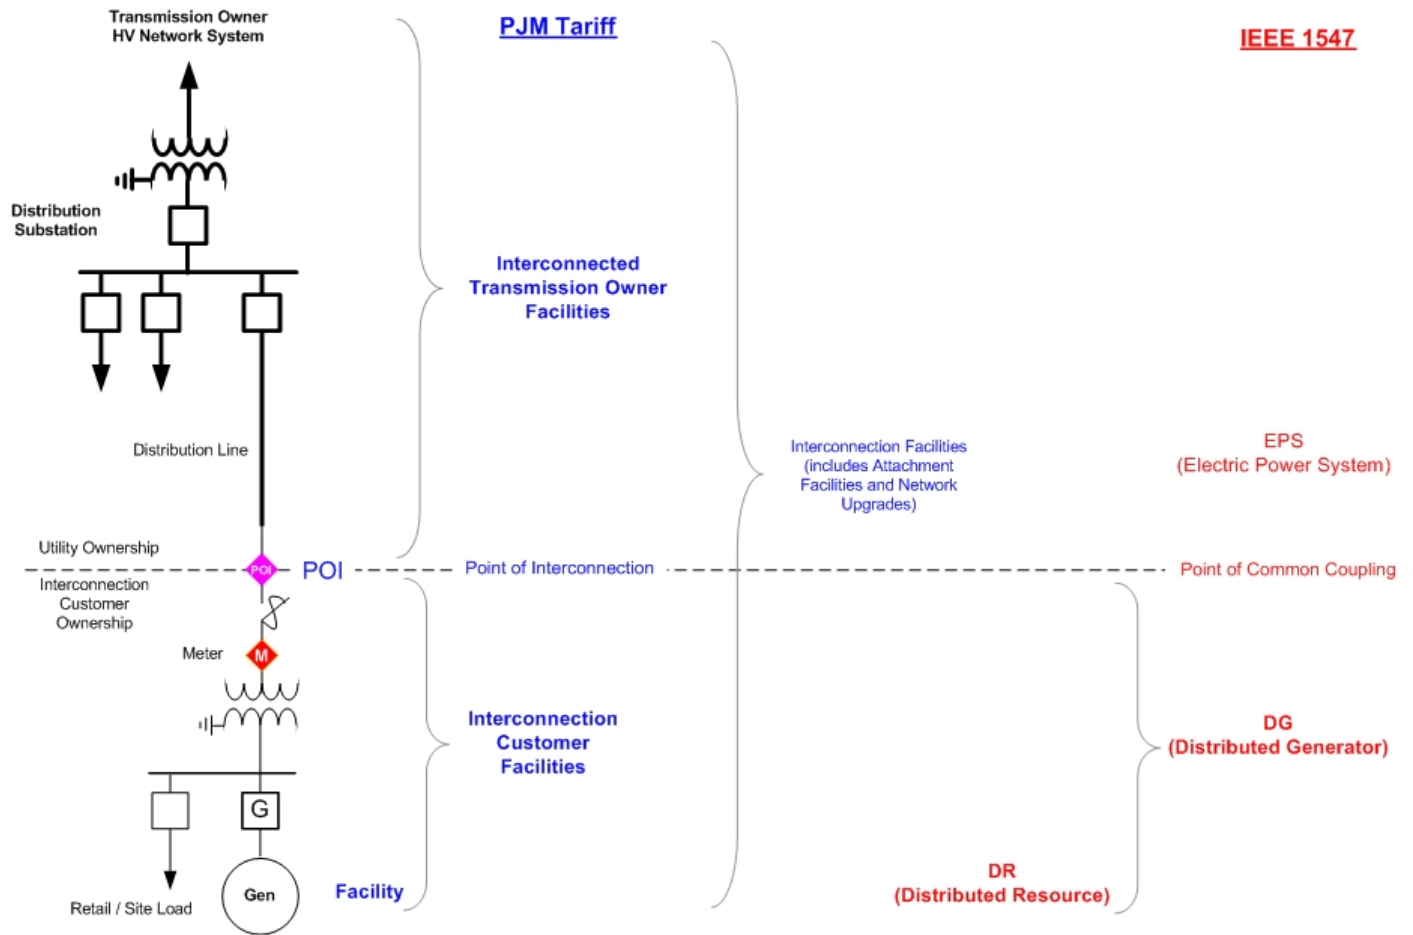 Transmission Owner
HV Network System
PJM Tariff
IEEE 1547
Distribution
Substation
Interconnected
Transmission Owner
Facilities
Distribution Line
Interconnection Facilities
(includes Attachment
Facilities and Network
Upgrades)
EPS
(Electric Power System)
Utility Ownership
POI
POI
Point of Interconnection
Point of Common Coupling
Interconnection
Customer
Ownership
Meter
M
Interconnection
Customer
Facilities
DG
(Distributed Generator)
G
Gen
Facility
DR
(Distributed Resource)
Retail / Site Load